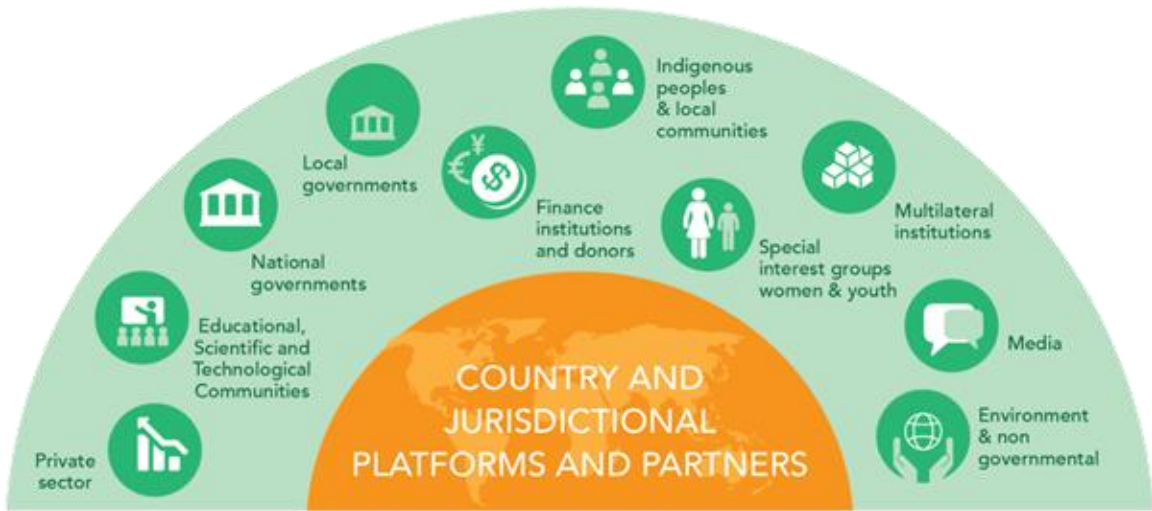 Indigenous
peoples
& local
communities
Local
governments
Finance
institutions
and donors
Multilateral
institutions
Special
interest groups
women & youth
National
governments
Educational,
Scientific and
Technological
Communities
Media
Private
sector
Environment
& non
governmental
COUNTRY AND
JURISDICTIONAL
PLATFORMS AND PARTNERS
€
¥
$